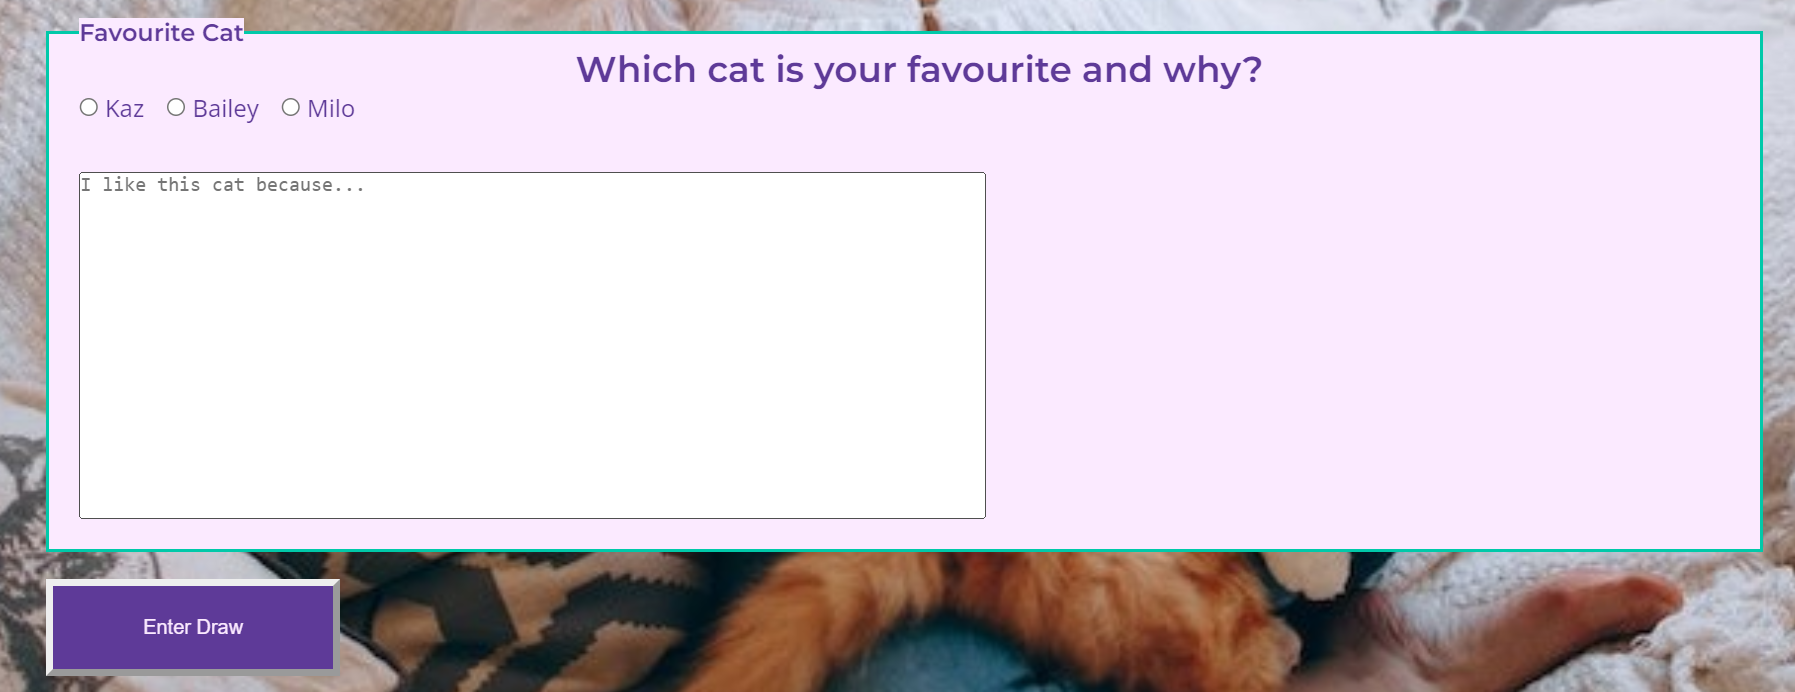 Favourite Cat
Which cat is your favourite and why?
Kaz Bailey Milo
I like this cat because...
Enter Draw